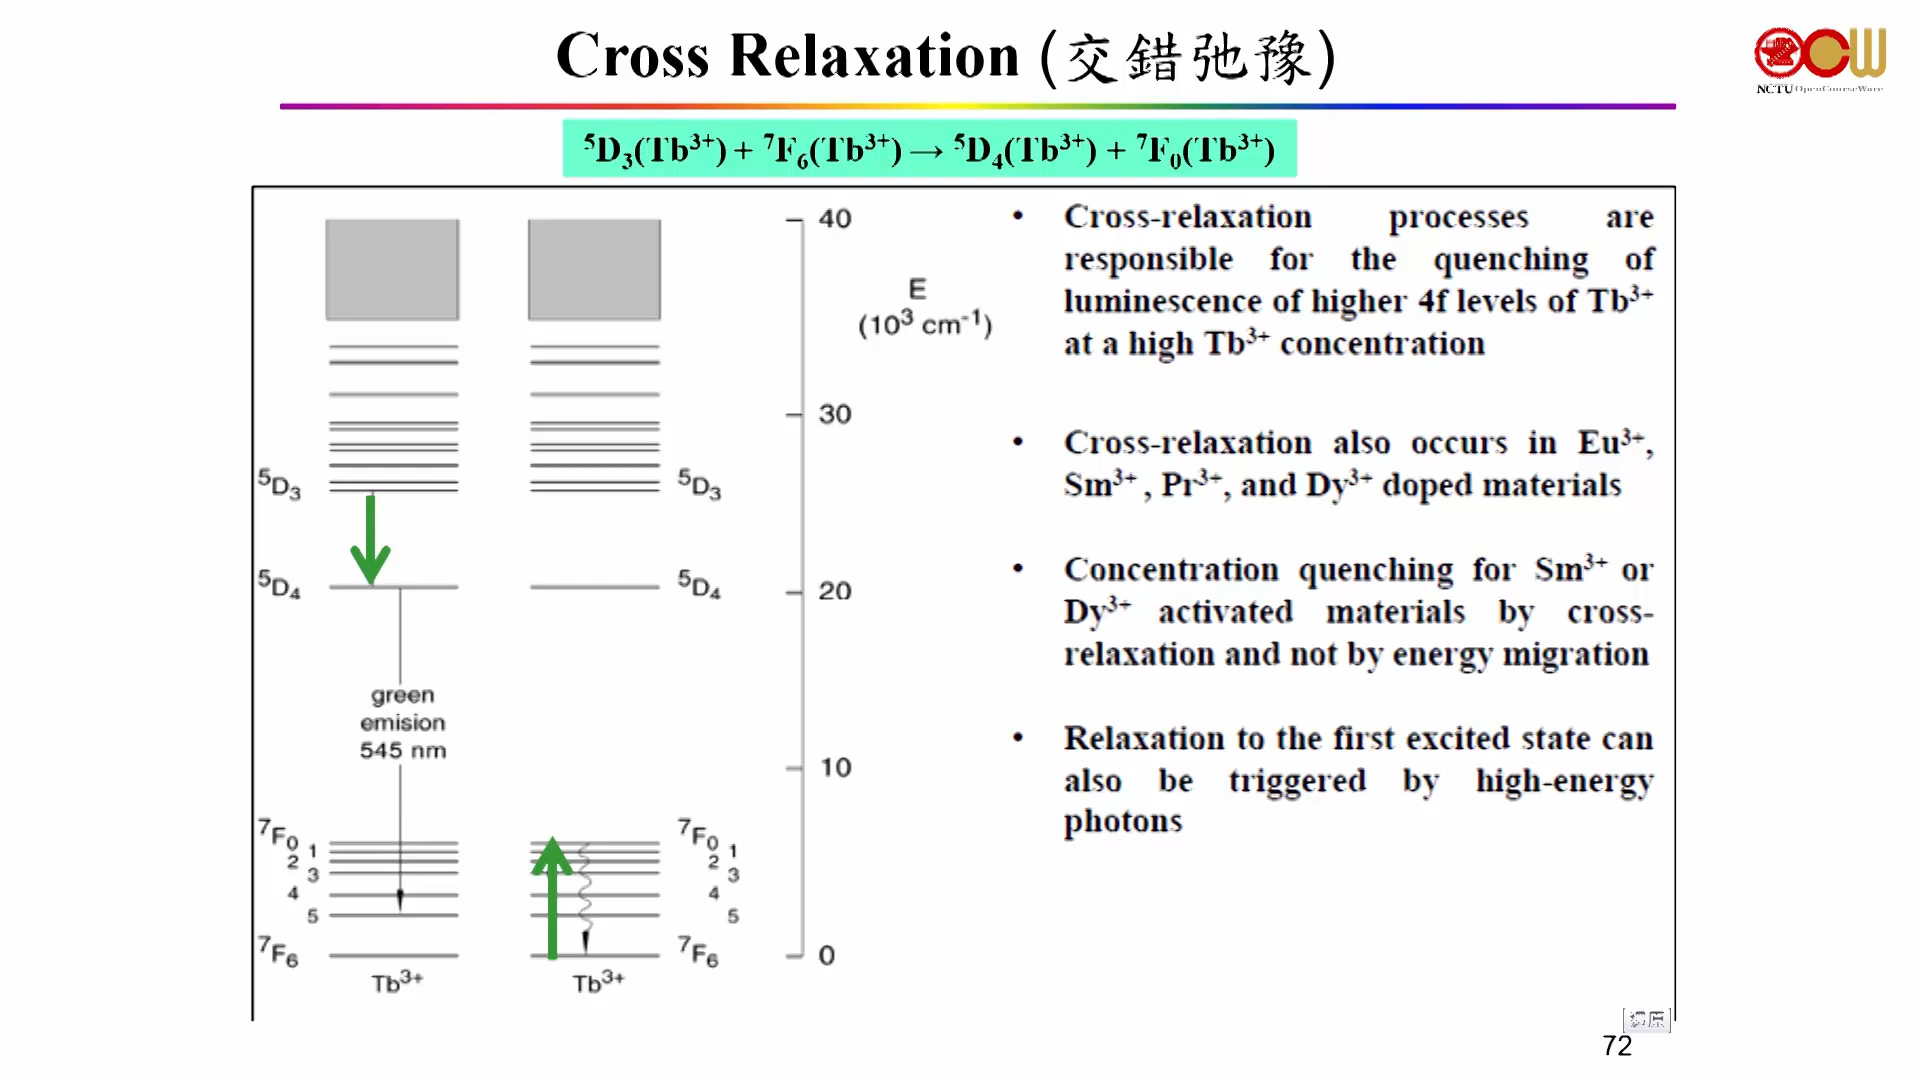 Cross Relaxation (交錯弛豫)
NCTU OpenCourseWare
⁵D₃(Tb³⁺) + ⁷F₆(Tb³⁺) → ⁵D₄(Tb³⁺) + ⁷F₀(Tb³⁺)
40
30
20
10
0
E
(10³ cm⁻¹)
⁵D₃
⁵D₃
⁵D₄
⁵D₄
green
emision
545 nm
⁷F₀ 1
2
3
4
5
⁷F₆
Tb³⁺
⁷F₀ 1
2
3
4
5
⁷F₆
Tb³⁺
• Cross-relaxation processes are
responsible for the quenching of
luminescence of higher 4f levels of Tb³⁺
at a high Tb³⁺ concentration
• Cross-relaxation also occurs in Eu³⁺,
Sm³⁺ , Pr³⁺, and Dy³⁺ doped materials
• Concentration quenching for Sm³⁺ or
Dy³⁺ activated materials by cross-
relaxation and not by energy migration
• Relaxation to the first excited state can
also be triggered by high-energy
photons
72